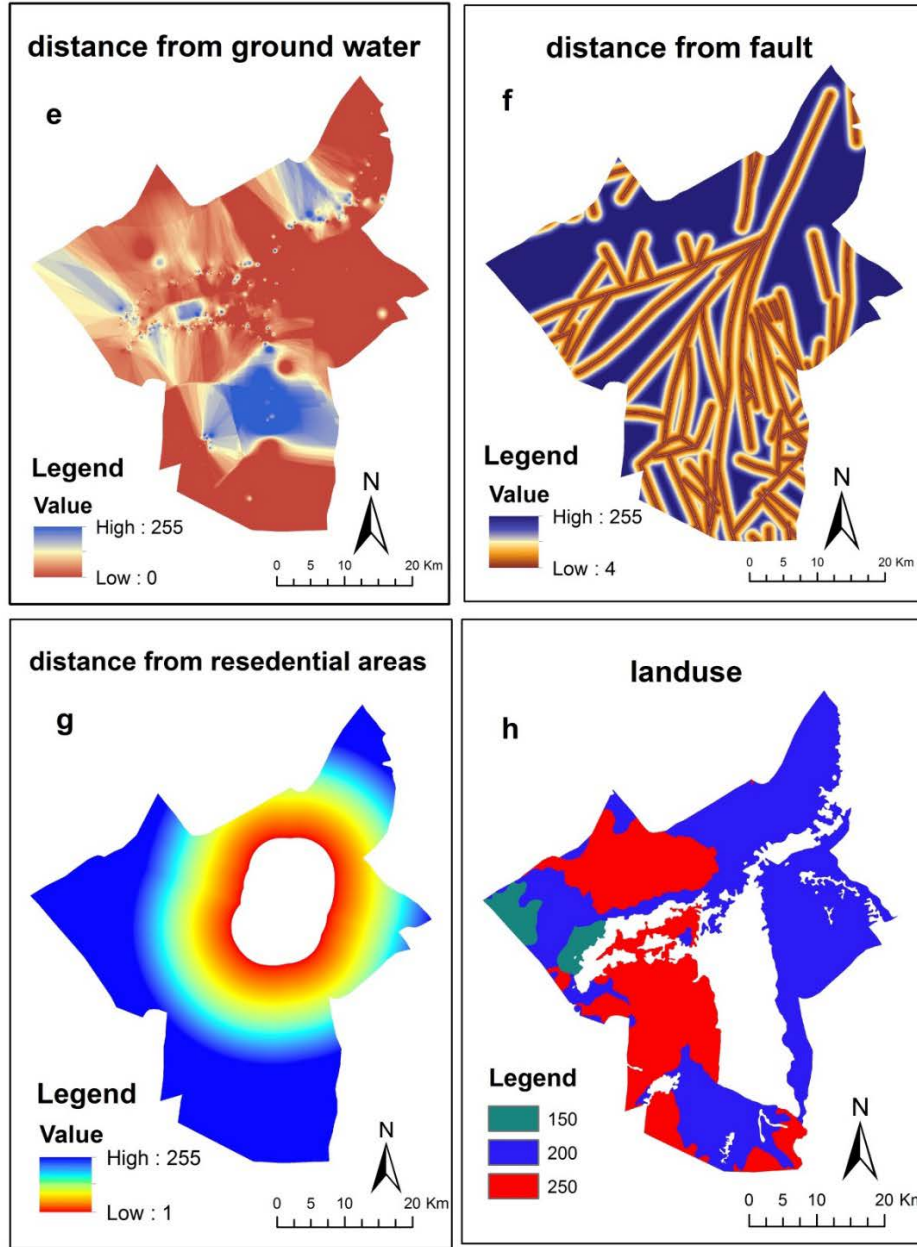 distance from ground water
e
Legend
Value
High : 255
Low : 0
N
0 5 10 20 Km
distance from fault
f
Legend
Value
High : 255
Low : 4
N
0 5 10 20 Km
distance from resedential areas
g
Legend
Value
High : 255
Low : 1
N
0 5 10 20 Km
landuse
h
Legend
150
200
250
N
0 5 10 20 Km